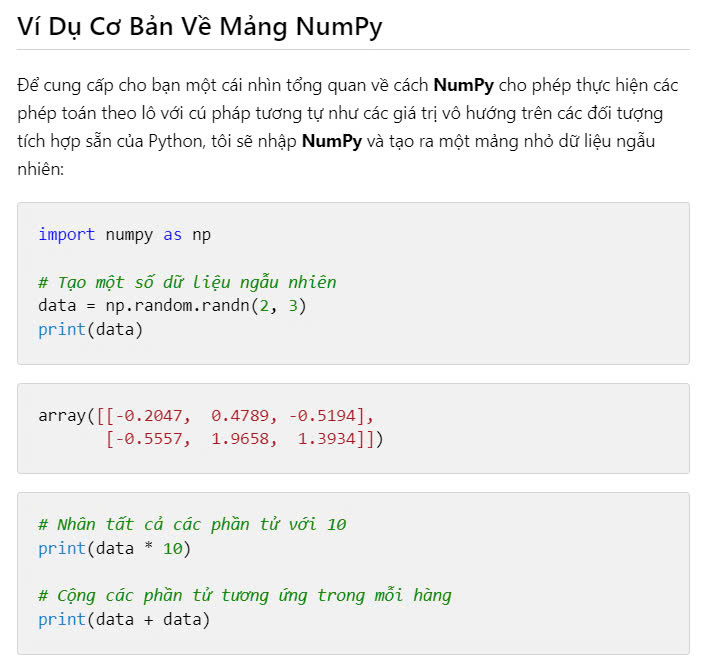 Ví Dụ Cơ Bản Về Mảng NumPy
Để cung cấp cho bạn một cái nhìn tổng quan về cách NumPy cho phép thực hiện các
phép toán theo lô với cú pháp tương tự như các giá trị vô hướng trên các đối tượng
tích hợp sẵn của Python, tôi sẽ nhập NumPy và tạo ra một mảng nhỏ dữ liệu ngẫu
nhiên:
import numpy as np
# Tạo một số dữ liệu ngẫu nhiên
data = np.random.randn(2, 3)
print(data)
array([[-0.2047,  0.4789, -0.5194],
       [-0.5557,  1.9658,  1.3934]])
# Nhân tất cả các phần tử với 10
print(data * 10)
# Cộng các phần tử tương ứng trong mỗi hàng
print(data + data)